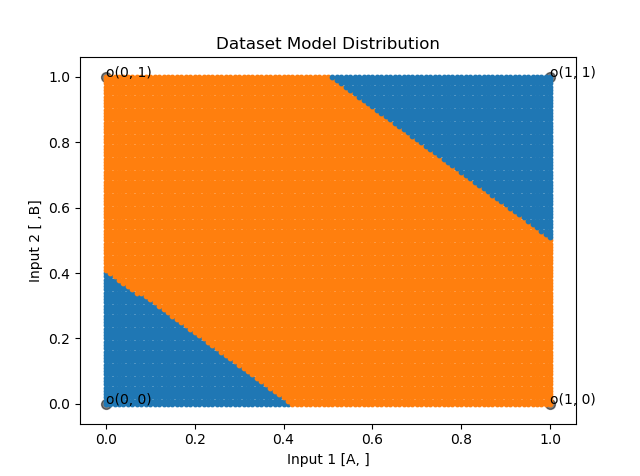 Dataset Model Distribution
Input 2 [ ,B]
1.0
0.8
0.6
0.4
0.2
0.0
o(0, 1)
o(1, 1)
o(0, 0)
o(1, 0)
0.0 0.2 0.4 0.6 0.8 1.0
Input 1 [A, ]